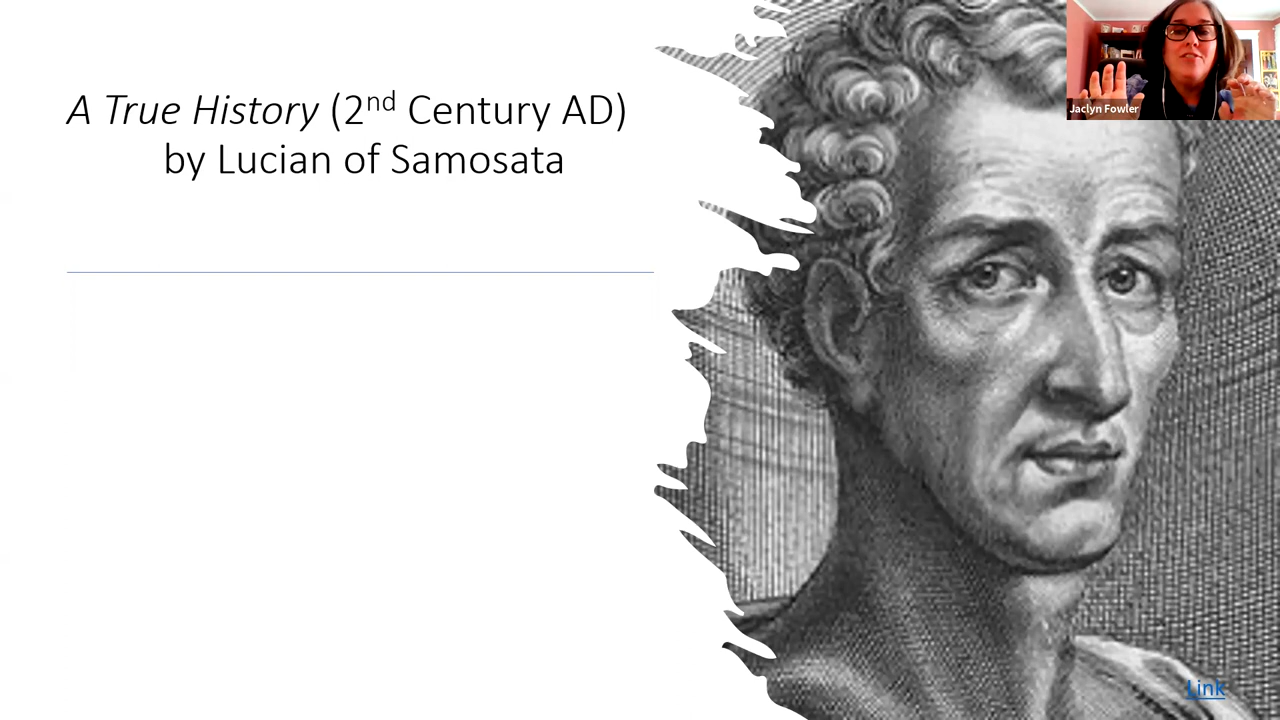 A True History (2nd Century AD)
by Lucian of Samosata
Jaclyn Fowler
Link